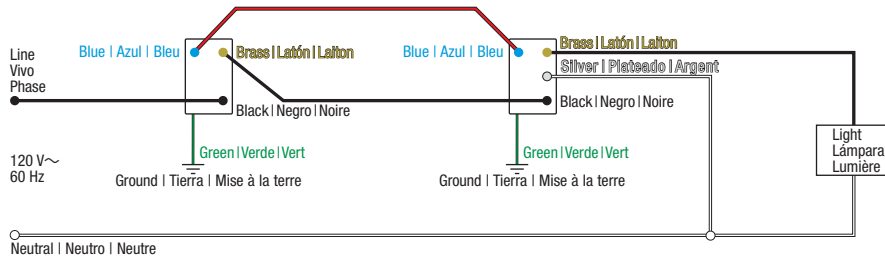 Line
Vivo
Phase
Blue | Azul | Bleu
Brass | Latón | Laiton
Blue | Azul | Bleu
Brass | Latón | Laiton
Silver | Plateado | Argent
Black | Negro | Noire
Black | Negro | Noire
120 V~
60 Hz
Green | Verde | Vert
Ground | Tierra | Mise à la terre
Green | Verde | Vert
Ground | Tierra | Mise à la terre
Light
Lámpara
Lumière
Neutral | Neutro | Neutre